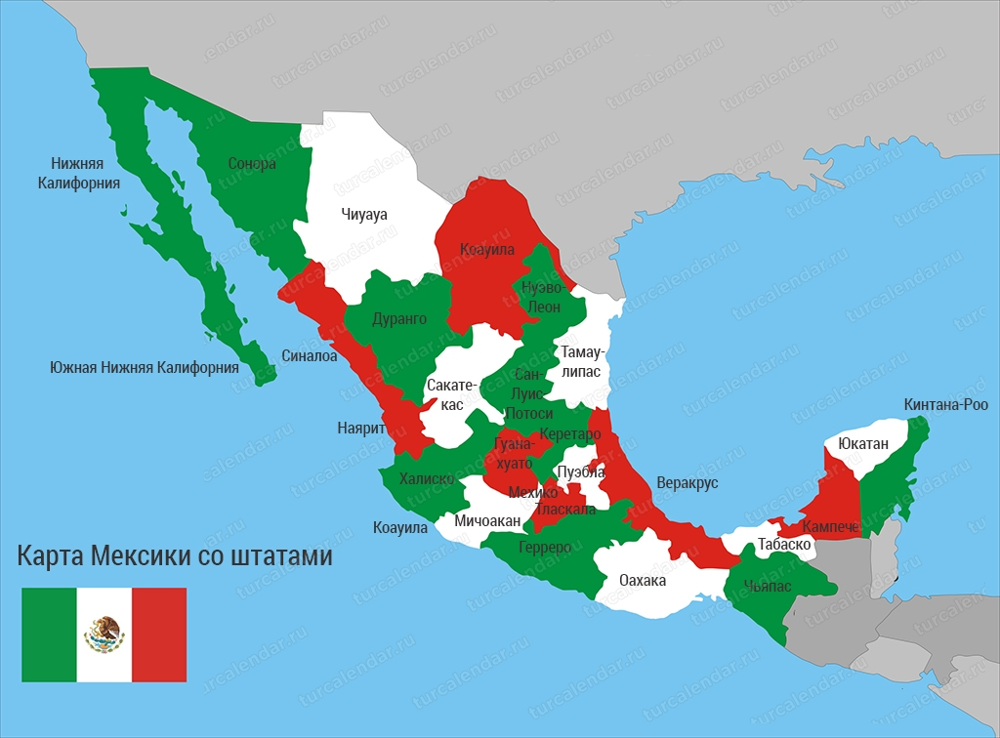 Нижняя
Калифорния
Сонора
Чиуауа
Коауила
Нуэво-
Леон
Дуранго
Синалоа
Тамау-
липас
Южная Нижняя Калифорния
Сакате-
кас
Сан-
Луис
Потоси
Кинтана-Роо
Наярит
Керетаро
Гуана-
хуато
Юкатан
Халиско
Пуэбла
Веракрус
Мехико
Тласкала
Коауила
Мичоакан
Кампече
Герреро
Табаско
Карта Мексики со штатами
Оахака
Чьяпас
turcalendar.ru